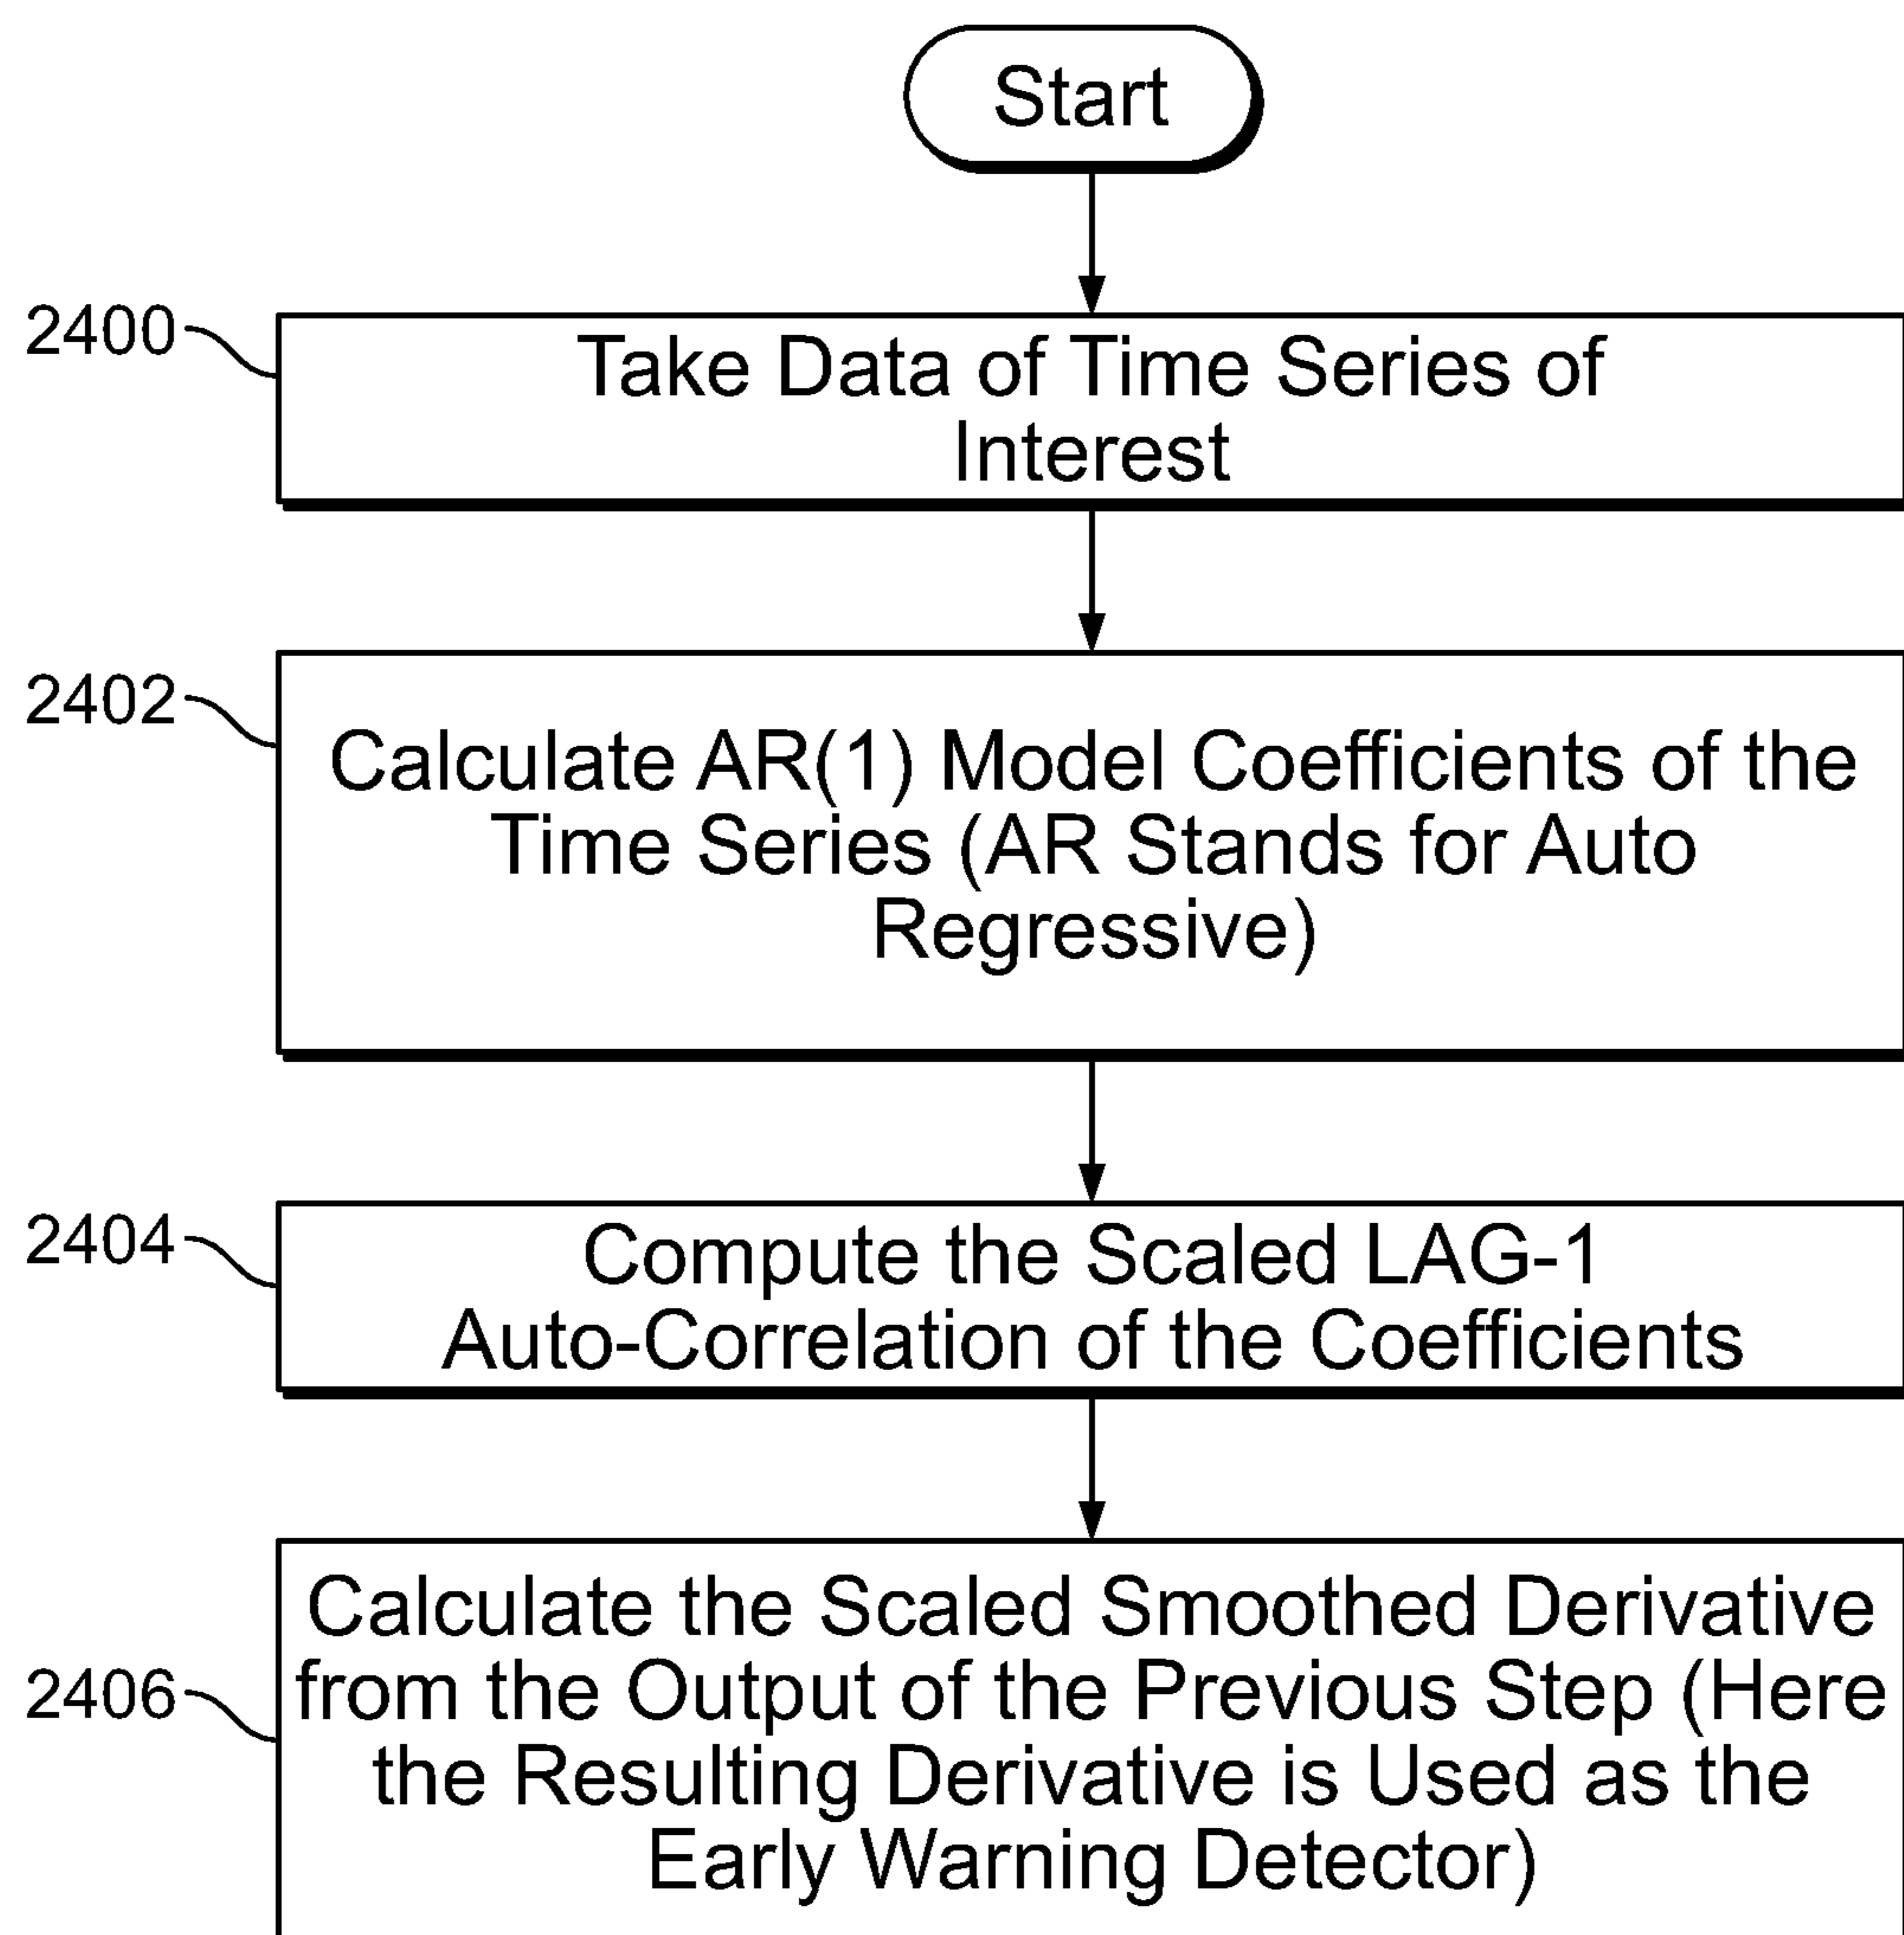 Start
2400
Take Data of Time Series of
Interest
2402
Calculate AR(1) Model Coefficients of the
Time Series (AR Stands for Auto
Regressive)
2404
Compute the Scaled LAG-1
Auto-Correlation of the Coefficients
2406
Calculate the Scaled Smoothed Derivative
from the Output of the Previous Step (Here
the Resulting Derivative is Used as the
Early Warning Detector)